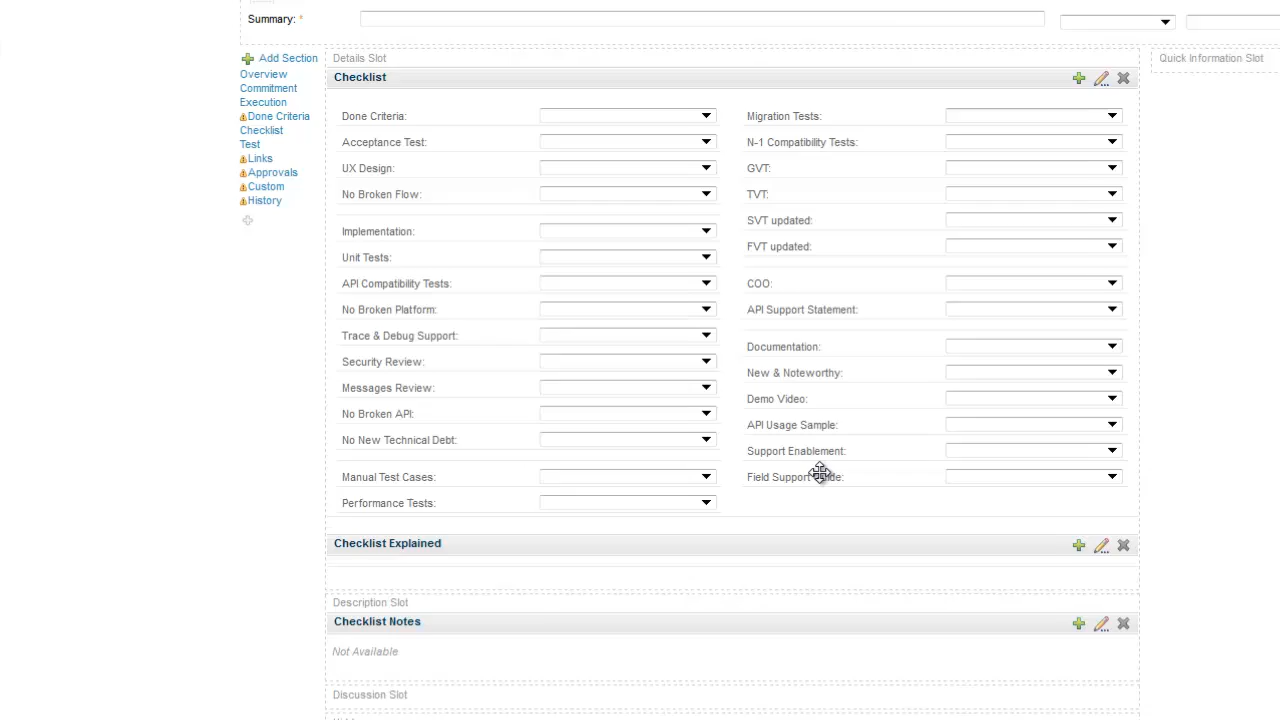 Summary: *
Add Section
Overview
Commitment
Execution
Done Criteria
Checklist
Test
Links
Approvals
Custom
History
Details Slot
Checklist
Done Criteria:
Acceptance Test:
UX Design:
No Broken Flow:
Implementation:
Unit Tests:
API Compatibility Tests:
No Broken Platform:
Trace & Debug Support:
Security Review:
Messages Review:
No Broken API:
No New Technical Debt:
Manual Test Cases:
Performance Tests:
Migration Tests:
N-1 Compatibility Tests:
GVT:
TVT:
SVT updated:
FVT updated:
COO:
API Support Statement:
Documentation:
New & Noteworthy:
Demo Video:
API Usage Sample:
Support Enablement:
Field Support
Checklist Explained
Description Slot
Checklist Notes
Not Available
Discussion Slot
Quick Information Slot